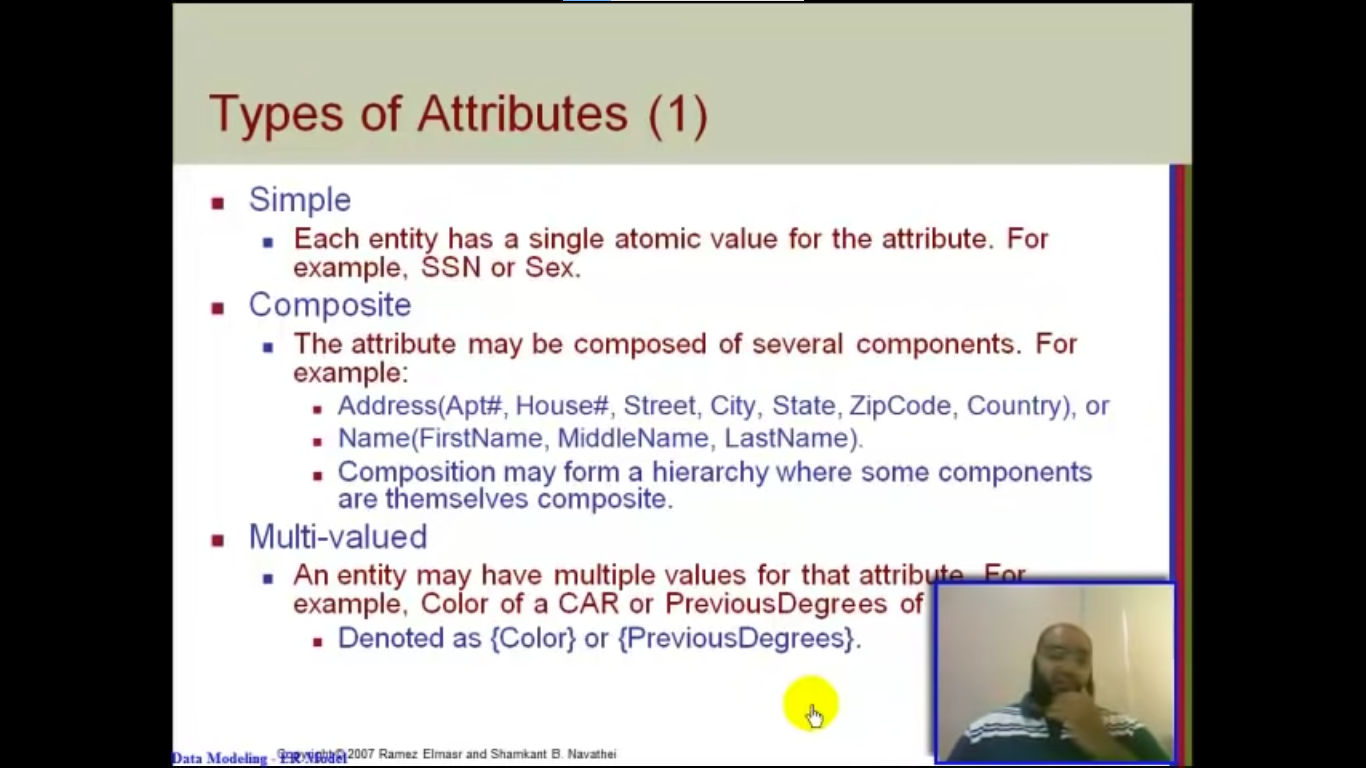 Types of Attributes (1)
Simple
Each entity has a single atomic value for the attribute. For
example, SSN or Sex.
Composite
The attribute may be composed of several components. For
example:
Address(Apt#, House#, Street, City, State, ZipCode, Country), or
Name(FirstName, MiddleName, LastName).
Composition may form a hierarchy where some components
are themselves composite.
Multi-valued
An entity may have multiple values for that attribute. For
example, Color of a CAR or PreviousDegrees of
Denoted as {Color} or {PreviousDegrees}.
Data Modeling - ER Model
Copyright © 2007 Ramez Elmasr and Shamkant B. Navathei